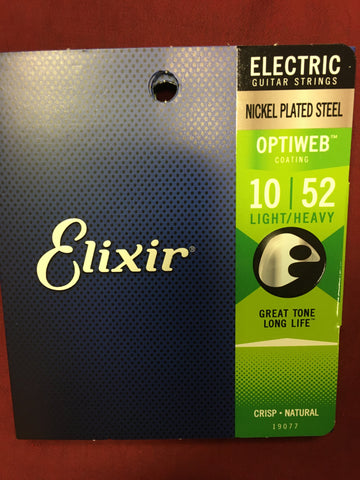 Elixir®
ELECTRIC
GUITAR STRINGS
NICKEL PLATED STEEL
OPTIWEB™
COATING
10 | 52
LIGHT/HEAVY
GREAT TONE
LONG LIFE™
CRISP • NATURAL
19077